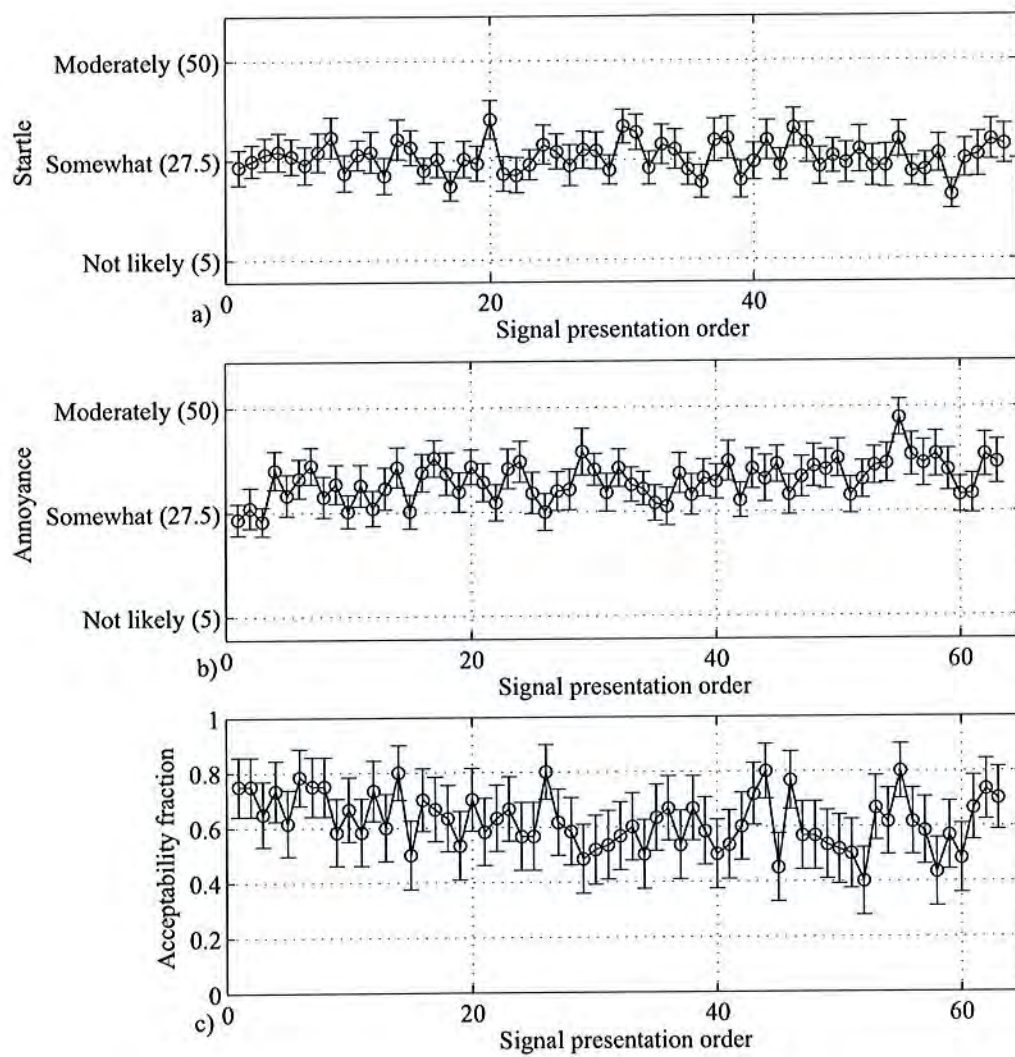 Moderately (50)
Startle
Somewhat (27.5)
Not likely (5)
a)
0
20
40
Signal presentation order
Moderately (50)
Annoyance
Somewhat (27.5)
Not likely (5)
b)
0
20
40
60
Signal presentation order
1
0.8
0.6
0.4
0.2
0
Acceptability fraction
c)
0
20
40
60
Signal presentation order